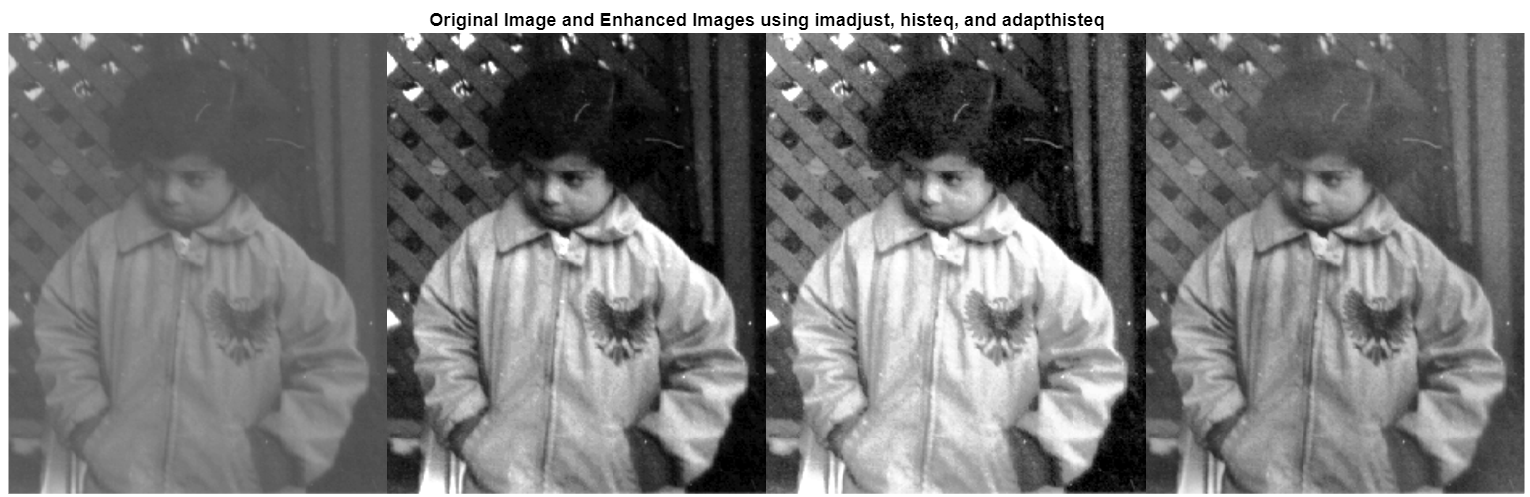 Original Image and Enhanced Images using imadjust, histeq, and adapthisteq